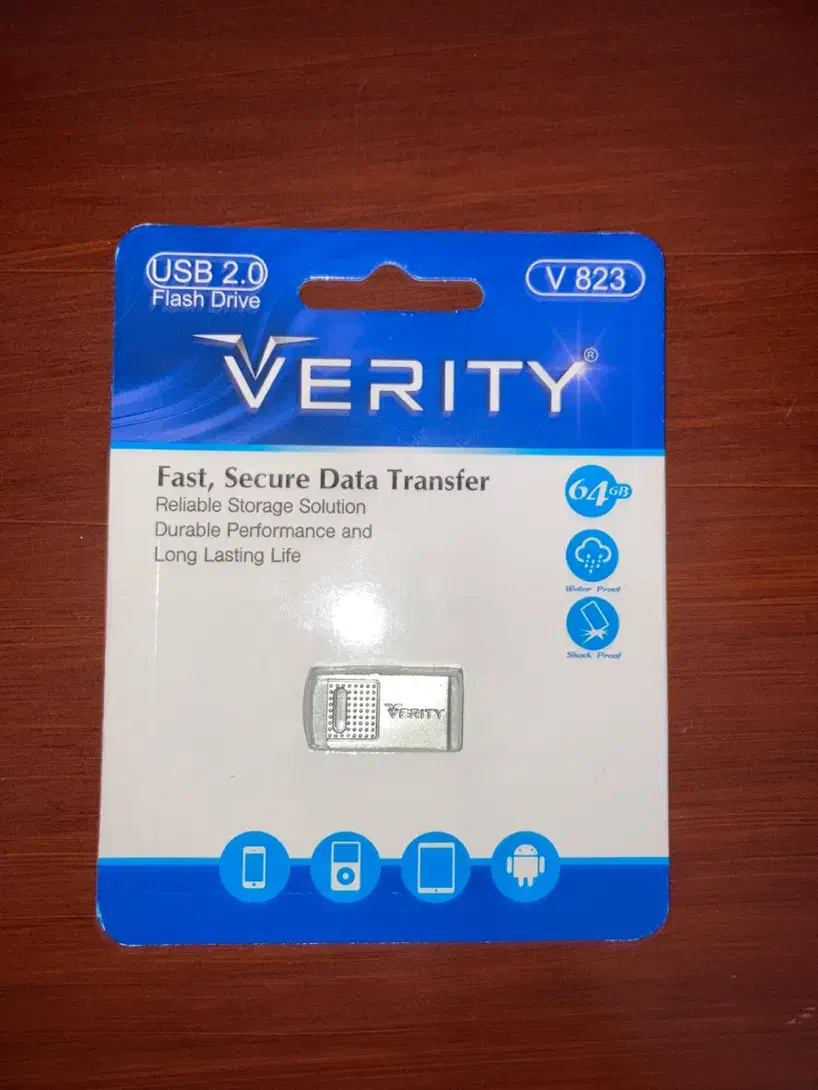 USB 2.0
Flash Drive
V 823
VERITY®
Fast, Secure Data Transfer
Reliable Storage Solution
Durable Performance and
Long Lasting Life
64GB
Water Proof
Shock Proof
VERITY